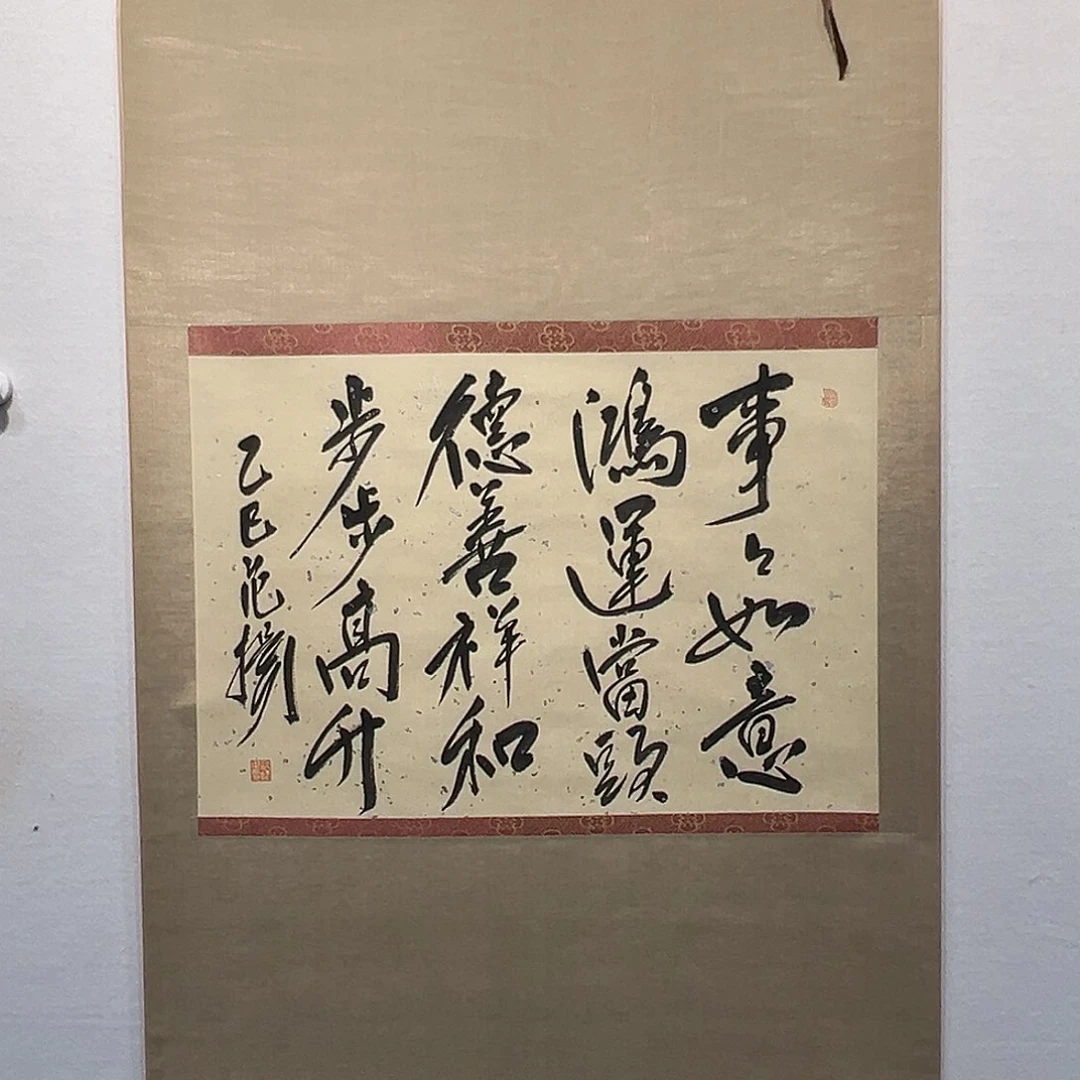 事々如意
鴻運當頭
德善祥和
步步高升
乙巳范